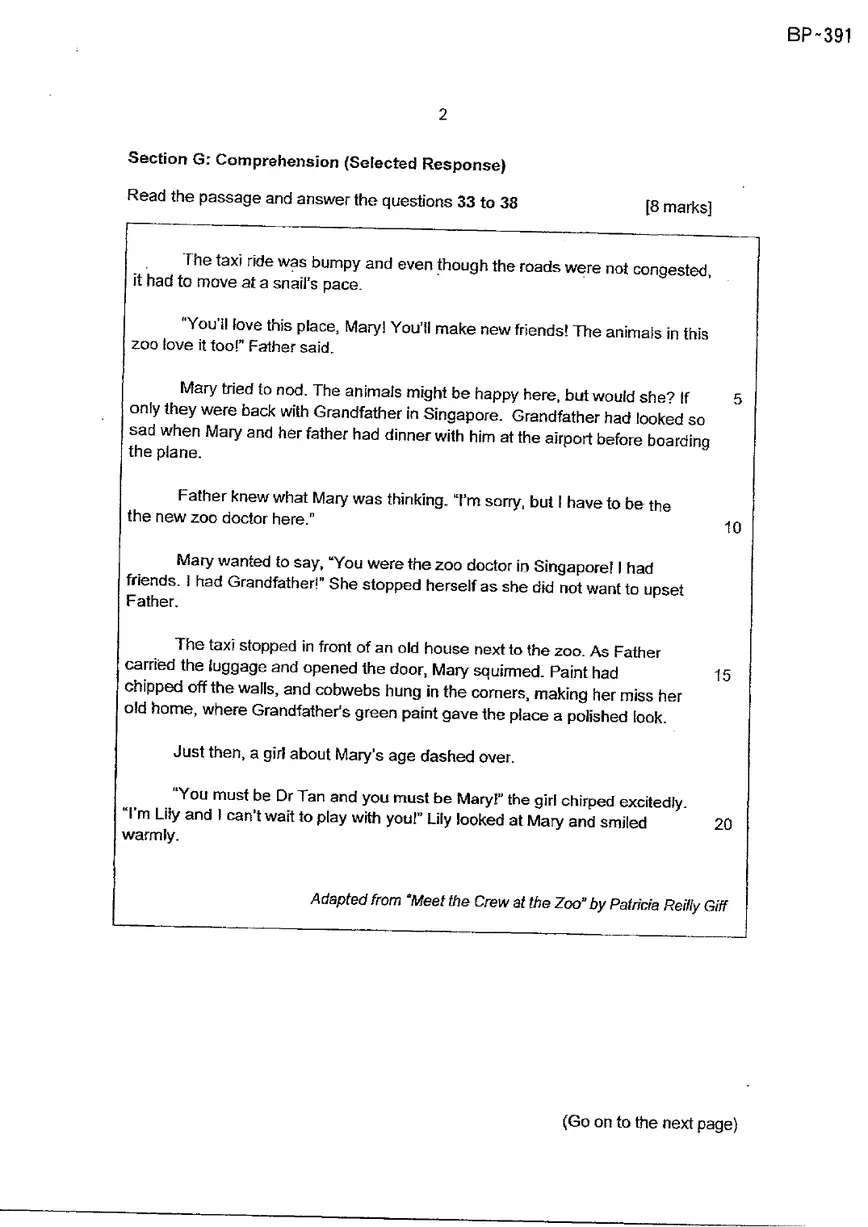 BP-391
2
Section G: Comprehension (Selected Response)
Read the passage and answer the questions 33 to 38 [8 marks]
The taxi ride was bumpy and even though the roads were not congested,
it had to move at a snail's pace.
"You'll love this place, Mary! You'll make new friends! The animals in this
zoo love it too!" Father said.
Mary tried to nod. The animals might be happy here, but would she? If 5
only they were back with Grandfather in Singapore. Grandfather had looked so
sad when Mary and her father had dinner with him at the airport before boarding
the plane.
Father knew what Mary was thinking. "I'm sorry, but I have to be the
the new zoo doctor here." 10
Mary wanted to say, "You were the zoo doctor in Singapore! I had
friends. I had Grandfather!" She stopped herself as she did not want to upset
Father.
The taxi stopped in front of an old house next to the zoo. As Father
carried the luggage and opened the door, Mary squirmed. Paint had 15
chipped off the walls, and cobwebs hung in the corners, making her miss her
old home, where Grandfather's green paint gave the place a polished look.
Just then, a girl about Mary's age dashed over.
"You must be Dr Tan and you must be Mary!" the girl chirped excitedly.
"I'm Lily and I can't wait to play with you!" Lily looked at Mary and smiled 20
warmly.
Adapted from "Meet the Crew at the Zoo" by Patricia Reilly Giff
(Go on to the next page)